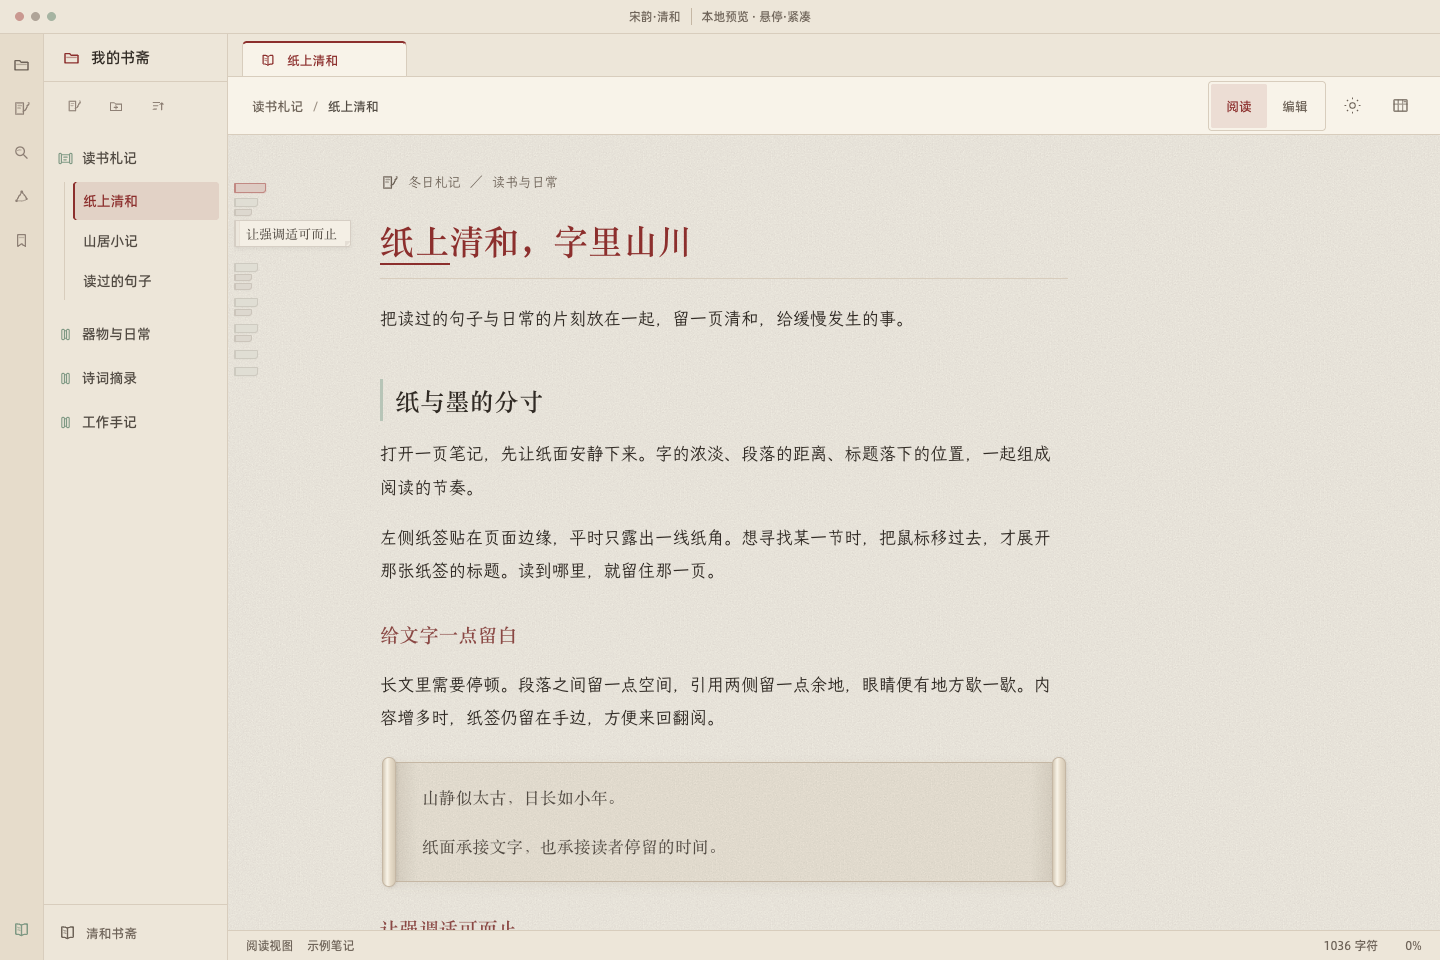 宋韵·清和 本地预览 · 悬停·紧凑
我的书斋
纸上清和
读书札记 / 纸上清和
阅读 编辑
读书札记
纸上清和
山居小记
读过的句子
器物与日常
诗词摘录
工作手记
清和书斋
让强调适可而止
冬日札记 ／ 读书与日常
纸上清和，字里山川
把读过的句子与日常的片刻放在一起，留一页清和，给缓慢发生的事。
纸与墨的分寸
打开一页笔记，先让纸面安静下来。字的浓淡、段落的距离、标题落下的位置，一起组成
阅读的节奏。
左侧纸签贴在页面边缘，平时只露出一线纸角。想寻找某一节时，把鼠标移过去，才展开
那张纸签的标题。读到哪里，就留住那一页。
给文字一点留白
长文里需要停顿。段落之间留一点空间，引用两侧留一点余地，眼睛便有地方歇一歇。内
容增多时，纸签仍留在手边，方便来回翻阅。
山静似太古，日长如小年。
纸面承接文字，也承接读者停留的时间。
让强调适可而止
阅读视图 示例笔记
1036 字符 0%